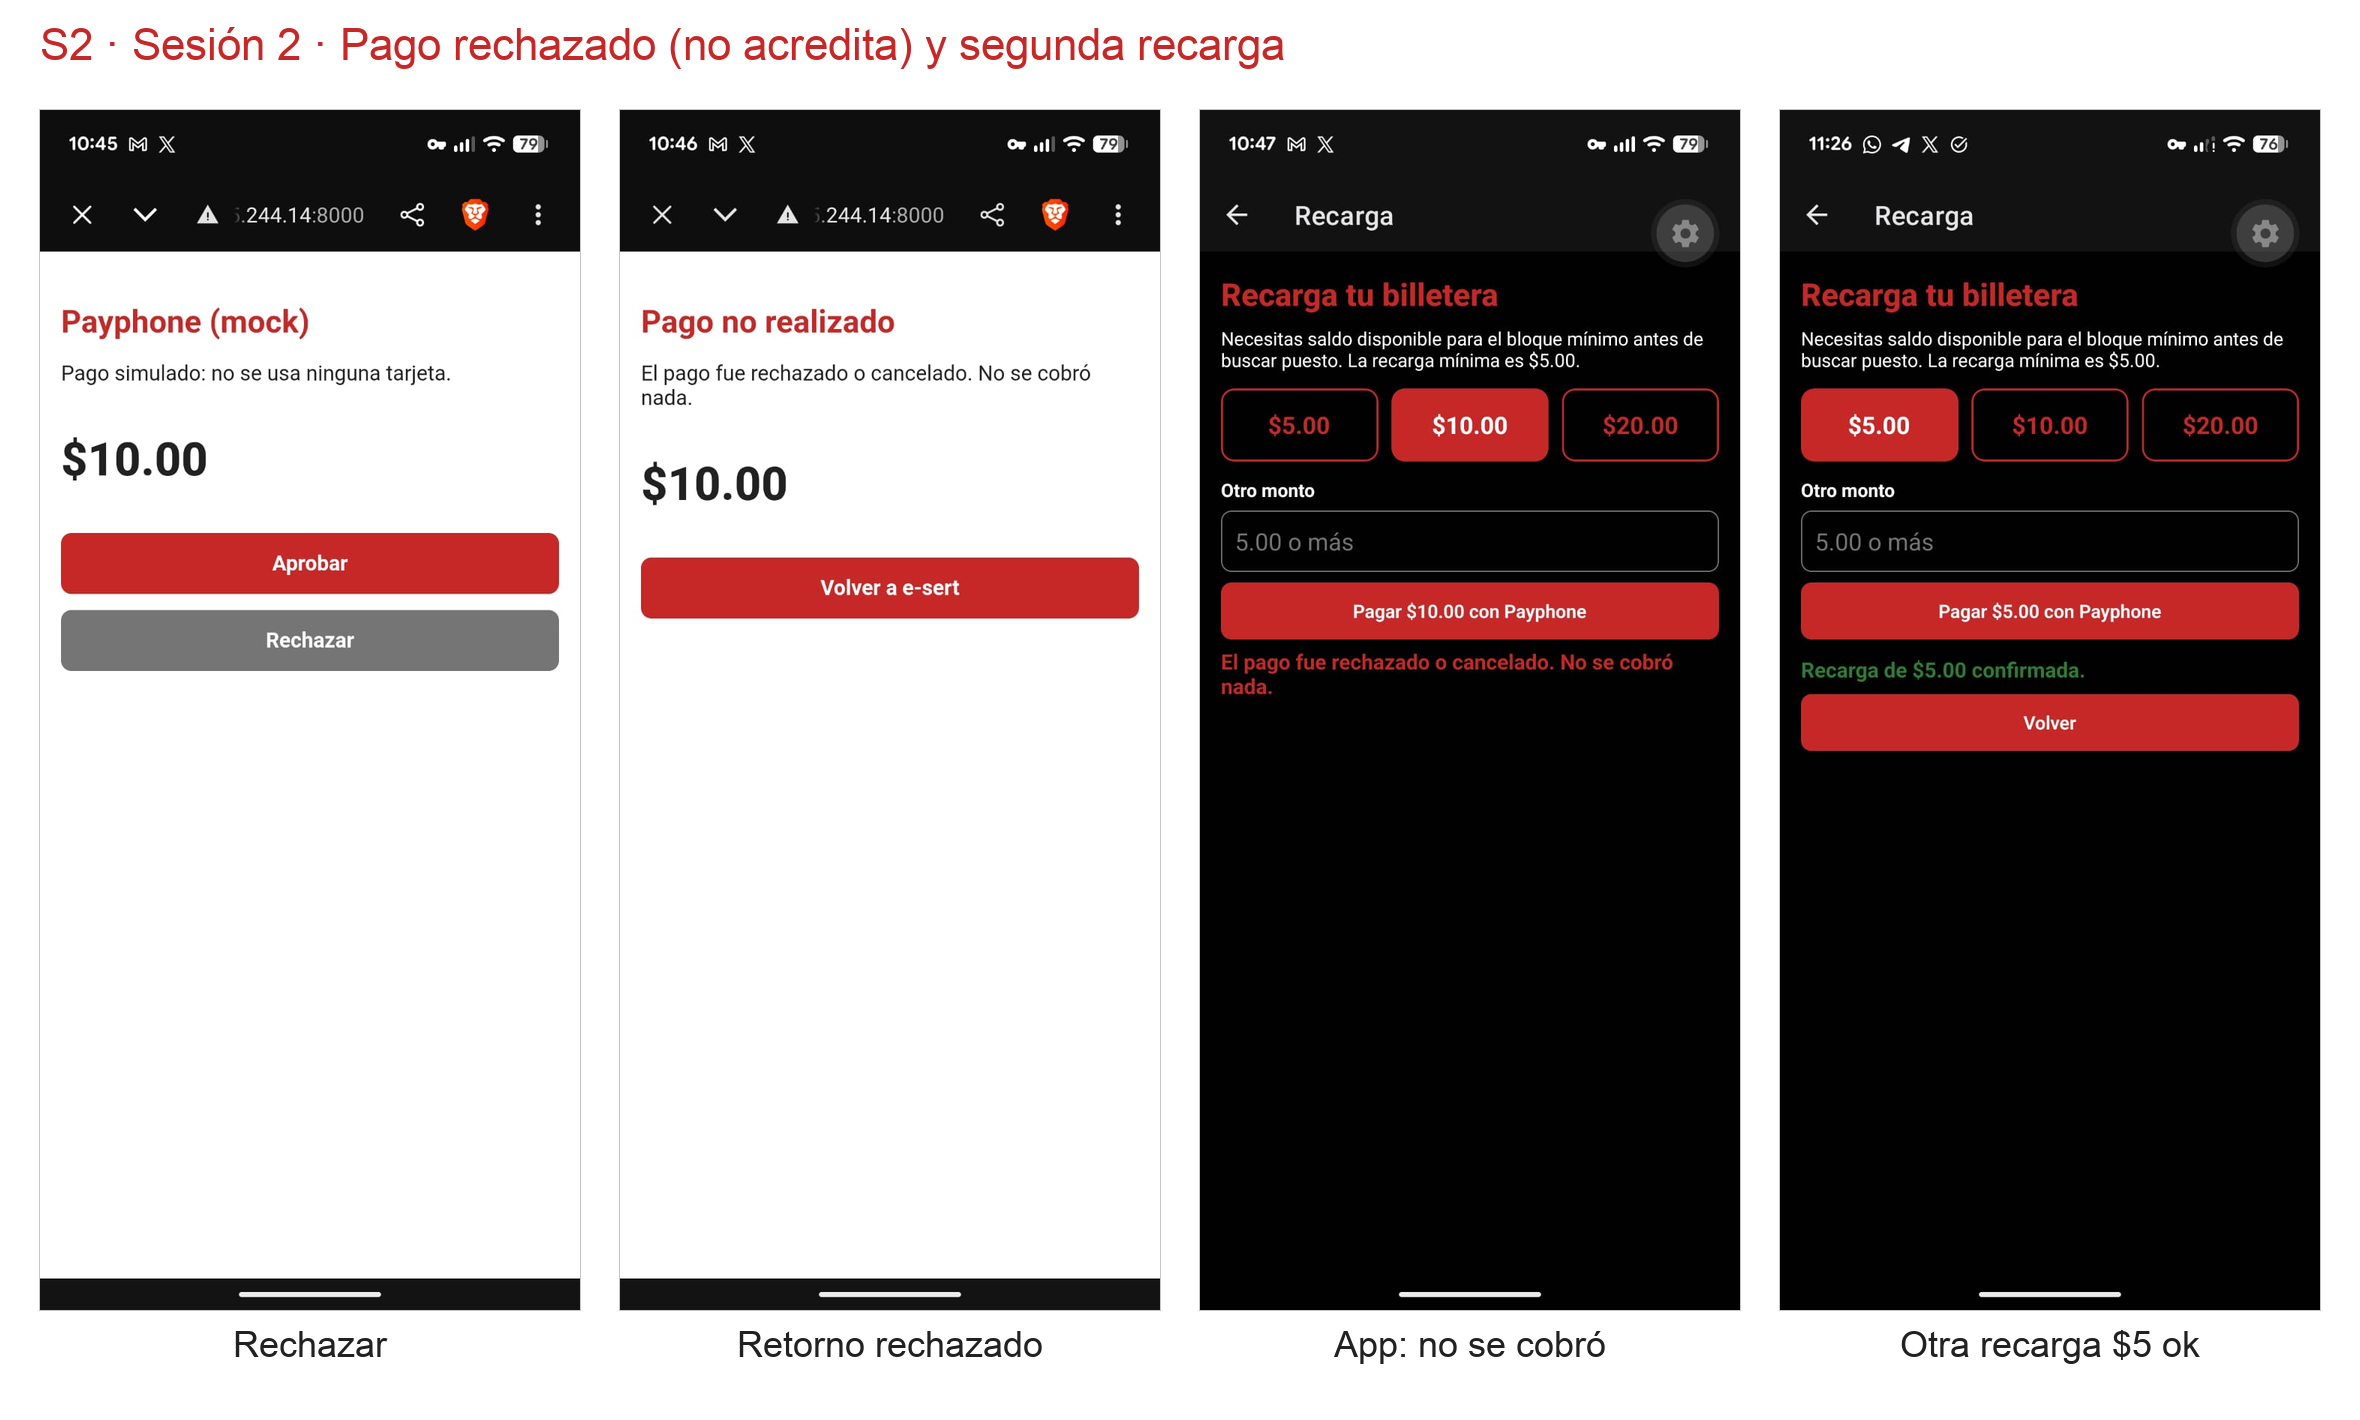 S2 · Sesión 2 · Pago rechazado (no acredita) y segunda recarga
10:45
79
.244.14:8000
Payphone (mock)
Pago simulado: no se usa ninguna tarjeta.
$10.00
Aprobar
Rechazar
Rechazar
10:46
79
.244.14:8000
Pago no realizado
El pago fue rechazado o cancelado. No se cobró
nada.
$10.00
Volver a e-sert
Retorno rechazado
10:47
79
Recarga
Recarga tu billetera
Necesitas saldo disponible para el bloque mínimo antes de
buscar puesto. La recarga mínima es $5.00.
$5.00
$10.00
$20.00
Otro monto
5.00 o más
Pagar $10.00 con Payphone
El pago fue rechazado o cancelado. No se cobró
nada.
App: no se cobró
11:26
76
Recarga
Recarga tu billetera
Necesitas saldo disponible para el bloque mínimo antes de
buscar puesto. La recarga mínima es $5.00.
$5.00
$10.00
$20.00
Otro monto
5.00 o más
Pagar $5.00 con Payphone
Recarga de $5.00 confirmada.
Volver
Otra recarga $5 ok